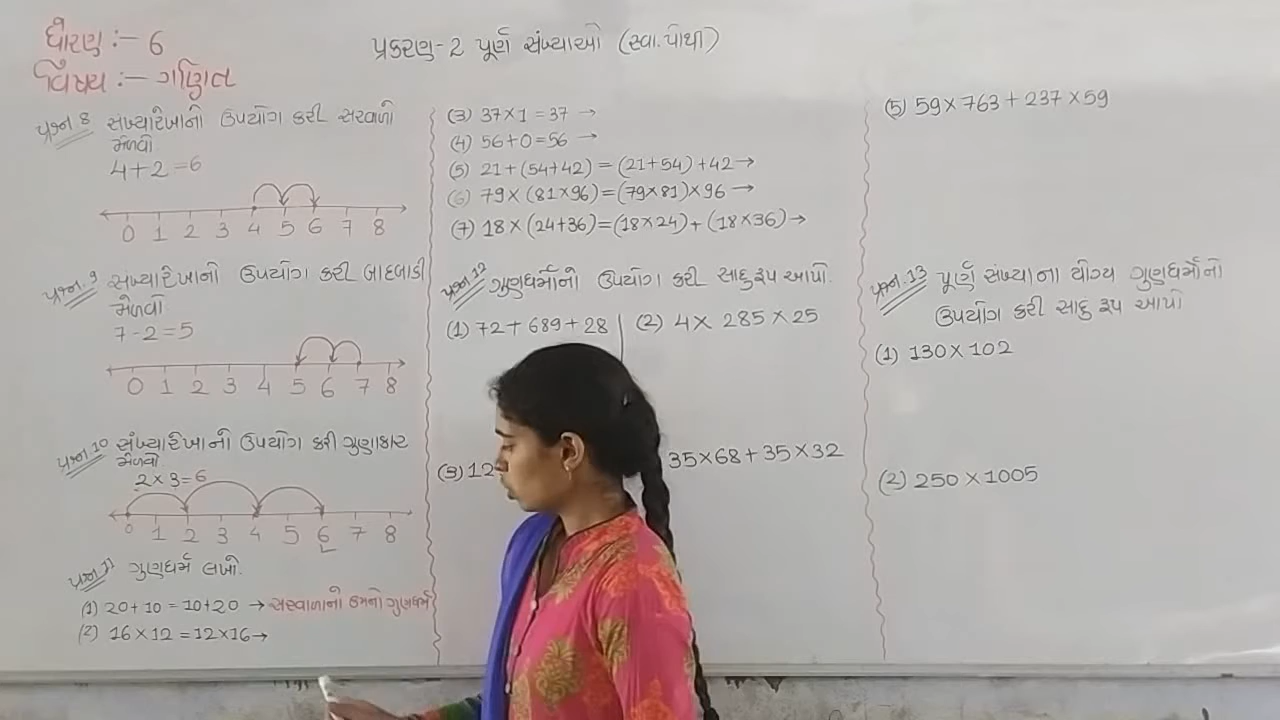 ધોરણ :- 6
વિષય :- ગણિત
પ્રકરણ-2 પૂર્ણ સંખ્યાઓ (સ્વા.પોથી)
પ્રશ્ન 8 સંખ્યારેખાનો ઉપયોગ કરી સરવાળો
મેળવો
4+2=6
0 1 2 3 4 5 6 7 8
પ્રશ્ન.9 સંખ્યારેખાનો ઉપયોગ કરી બાદબાકી
મેળવો
7-2=5
0 1 2 3 4 5 6 7 8
પ્રશ્ન 10 સંખ્યારેખાનો ઉપયોગ કરી ગુણાકાર
મેળવો
2×3=6
0 1 2 3 4 5 6 7 8
પ્રશ્ન 11 ગુણધર્મ લખો.
(1) 20+10=10+20 → સરવાળાનો ક્રમનો ગુણધર્મ
(2) 16×12=12×16→
(3) 37×1=37 →
(4) 56+0=56 →
(5) 21+(54+42)=(21+54)+42→
(6) 79×(81×96)=(79×81)×96→
(7) 18×(24+36)=(18×24)+(18×36)→
પ્રશ્ન.12 ગુણધર્મોનો ઉપયોગ કરી સાદુ રૂપ આપો.
(1) 72+689+28
(2) 4×285×25
(3) 12
35×68+35×32
(5) 59×763+237×59
પ્રશ્ન.13 પૂર્ણ સંખ્યાના યોગ્ય ગુણધર્મોનો
ઉપયોગ કરી સાદુ રૂપ આપો
(1) 130×102
(2) 250×1005